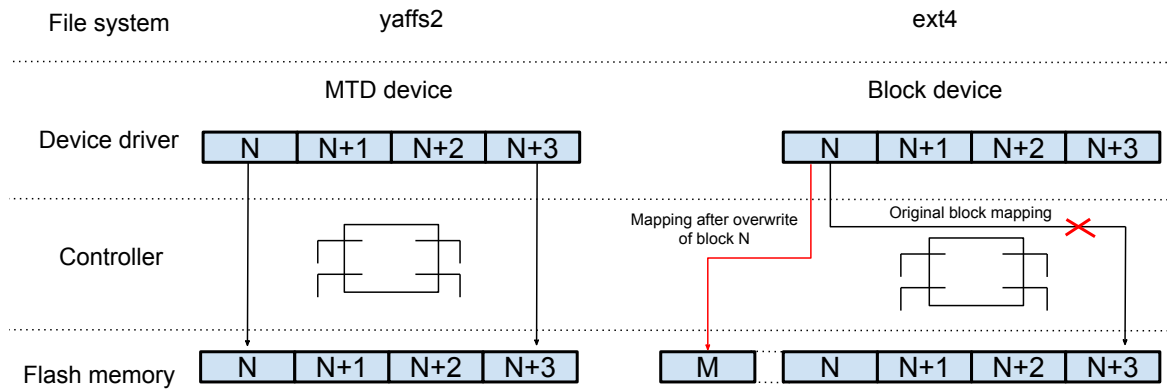 File system yaffs2 ext4
MTD device Block device
Device driver
N N+1 N+2 N+3 N N+1 N+2 N+3
Mapping after overwrite
of block N
Original block mapping
Controller
Flash memory
N N+1 N+2 N+3 M N N+1 N+2 N+3